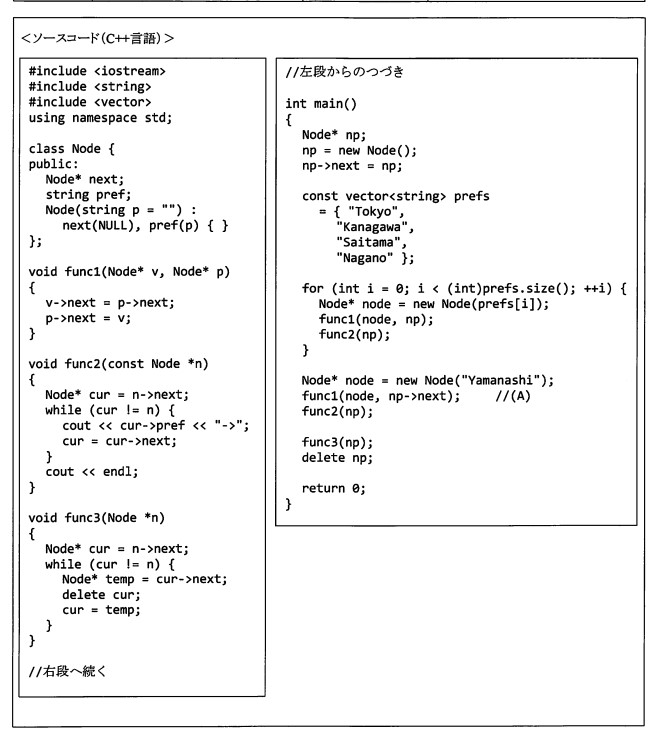 ＜ソースコード(C++言語)＞
#include <iostream>
#include <string>
#include <vector>
using namespace std;
class Node {
public:
Node* next;
string pref;
Node(string p = "") :
next(NULL), pref(p) { }
};
void func1(Node* v, Node* p)
{
v->next = p->next;
p->next = v;
}
void func2(const Node *n)
{
Node* cur = n->next;
while (cur != n) {
cout << cur->pref << "->";
cur = cur->next;
}
cout << endl;
}
void func3(Node *n)
{
Node* cur = n->next;
while (cur != n) {
Node* temp = cur->next;
delete cur;
cur = temp;
}
}
//右段へ続く
//左段からのつづき
int main()
{
Node* np;
np = new Node();
np->next = np;
const vector<string> prefs
= { "Tokyo",
"Kanagawa",
"Saitama",
"Nagano" };
for (int i = 0; i < (int)prefs.size(); ++i) {
Node* node = new Node(prefs[i]);
func1(node, np);
func2(np);
}
Node* node = new Node("Yamanashi");
func1(node, np->next); //(A)
func2(np);
func3(np);
delete np;
return 0;
}